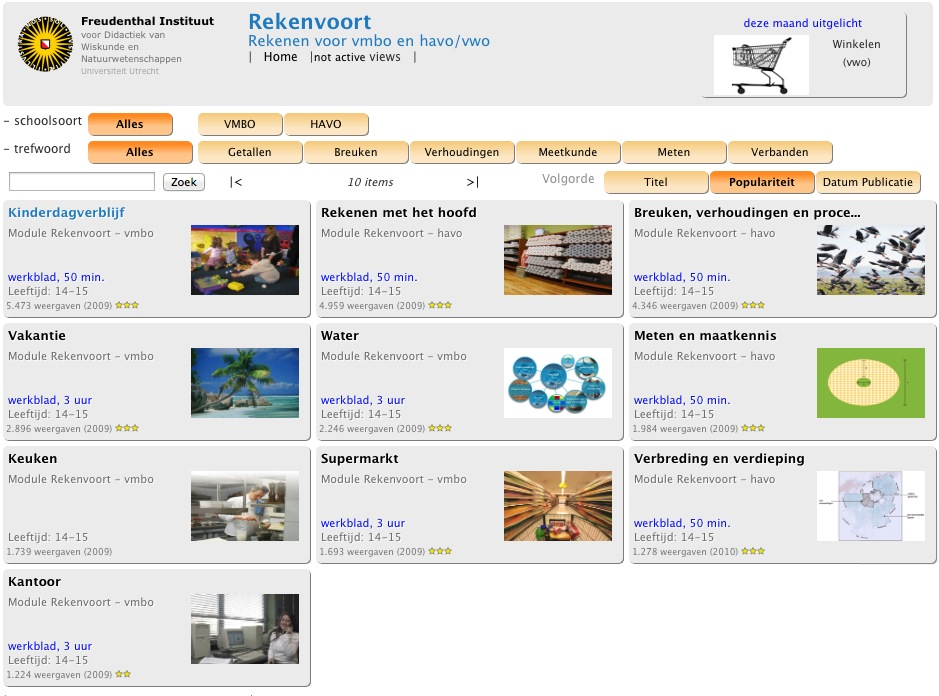 Freudenthal Instituut
voor Didactiek van
Wiskunde en
Natuurwetenschappen
Universiteit Utrecht
Rekenvoort
Rekenen voor vmbo en havo/vwo
| Home |not active views |
deze maand uitgelicht
Winkelen
(vwo)
- schoolsoort Alles VMBO HAVO
- trefwoord Alles Getallen Breuken Verhoudingen Meetkunde Meten Verbanden
Zoek |< 10 items >| Volgorde Titel Populariteit Datum Publicatie
Kinderdagverblijf
Module Rekenvoort - vmbo
werkblad, 50 min.
Leeftijd: 14-15
5.473 weergaven (2009)
Rekenen met het hoofd
Module Rekenvoort - havo
werkblad, 50 min.
Leeftijd: 14-15
4.959 weergaven (2009)
Breuken, verhoudingen en proce...
Module Rekenvoort - havo
werkblad, 50 min.
Leeftijd: 14-15
4.346 weergaven (2009)
Vakantie
Module Rekenvoort - vmbo
werkblad, 3 uur
Leeftijd: 14-15
2.896 weergaven (2009)
Water
Module Rekenvoort - vmbo
werkblad, 3 uur
Leeftijd: 14-15
2.246 weergaven (2009)
Meten en maatkennis
Module Rekenvoort - havo
werkblad, 50 min.
Leeftijd: 14-15
1.984 weergaven (2009)
Keuken
Module Rekenvoort - vmbo
Leeftijd: 14-15
1.739 weergaven (2009)
Supermarkt
Module Rekenvoort - vmbo
werkblad, 3 uur
Leeftijd: 14-15
1.693 weergaven (2009)
Verbreding en verdieping
Module Rekenvoort - havo
werkblad, 50 min.
Leeftijd: 14-15
1.278 weergaven (2010)
Kantoor
Module Rekenvoort - vmbo
werkblad, 3 uur
Leeftijd: 14-15
1.224 weergaven (2009)